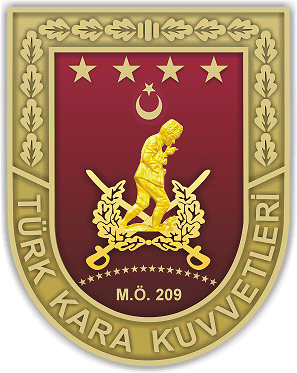 M.Ö. 209
TÜRK KARA KUVVETLERİ